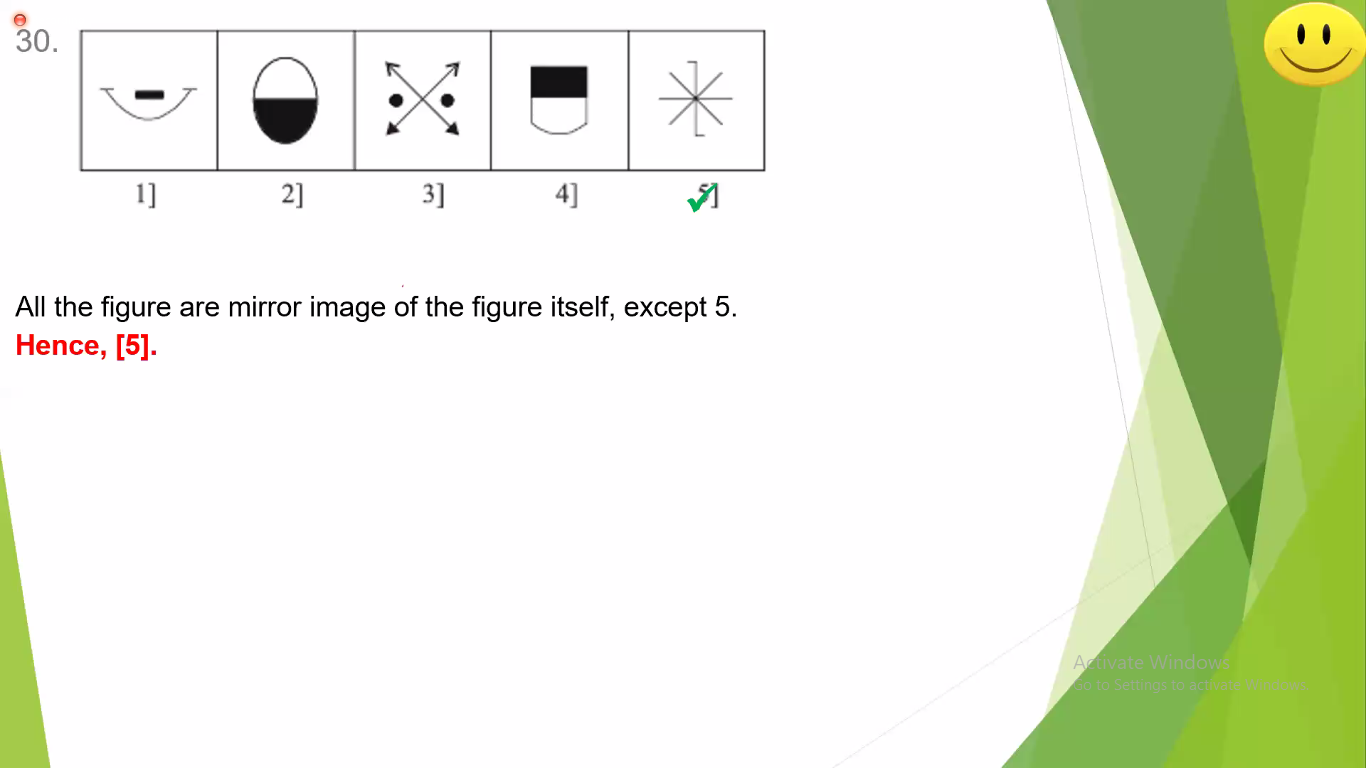 30.
1] 2] 3] 4] 5]
All the figure are mirror image of the figure itself, except 5.
Hence, [5].
Activate Windows
Go to Settings to activate Windows.